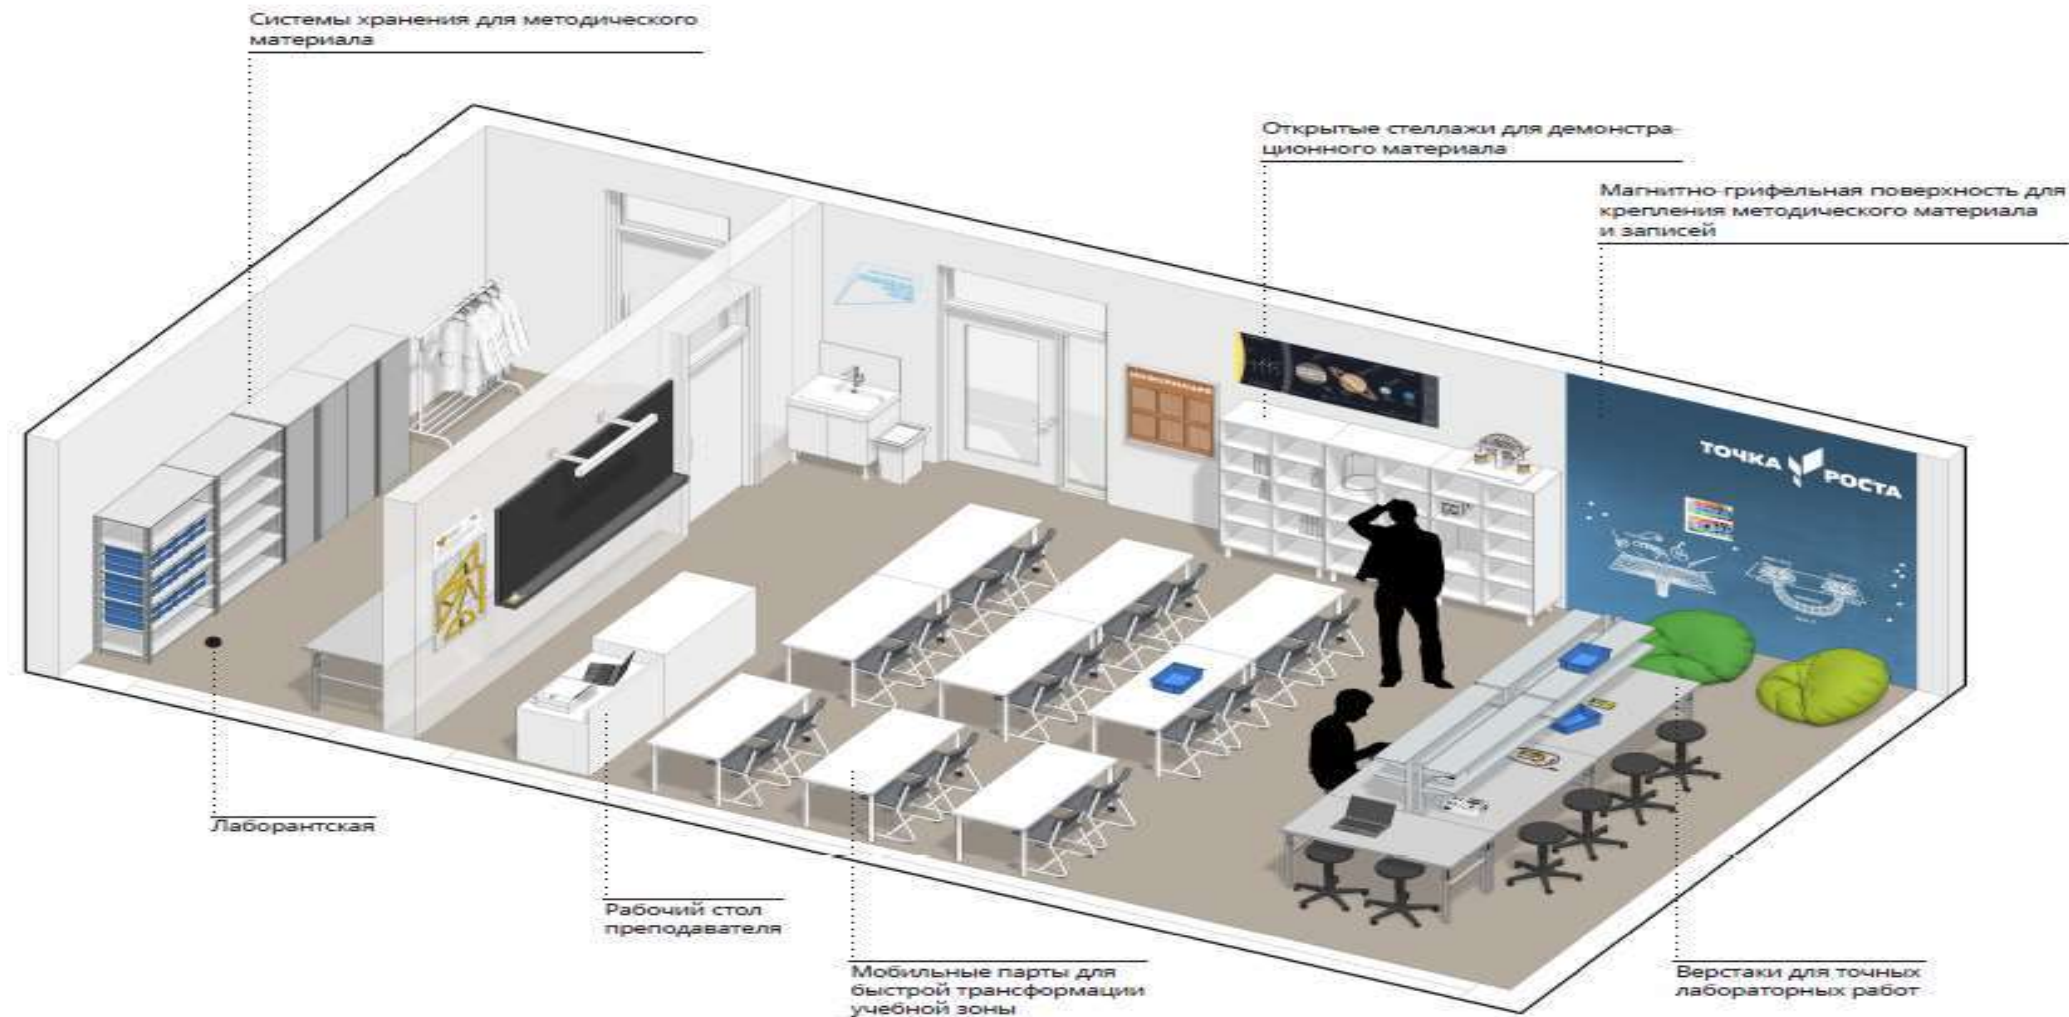 Системы хранения для методического
материала
Открытые стеллажи для демонстра-
ционного материала
Магнитно-грифельная поверхность для
крепления методического материала
и записей
ТОЧКА
РОСТА
Лаборантская
Рабочий стол
преподавателя
Мобильные парты для
быстрой трансформации
учебной зоны
Верстаки для точных
лабораторных работ